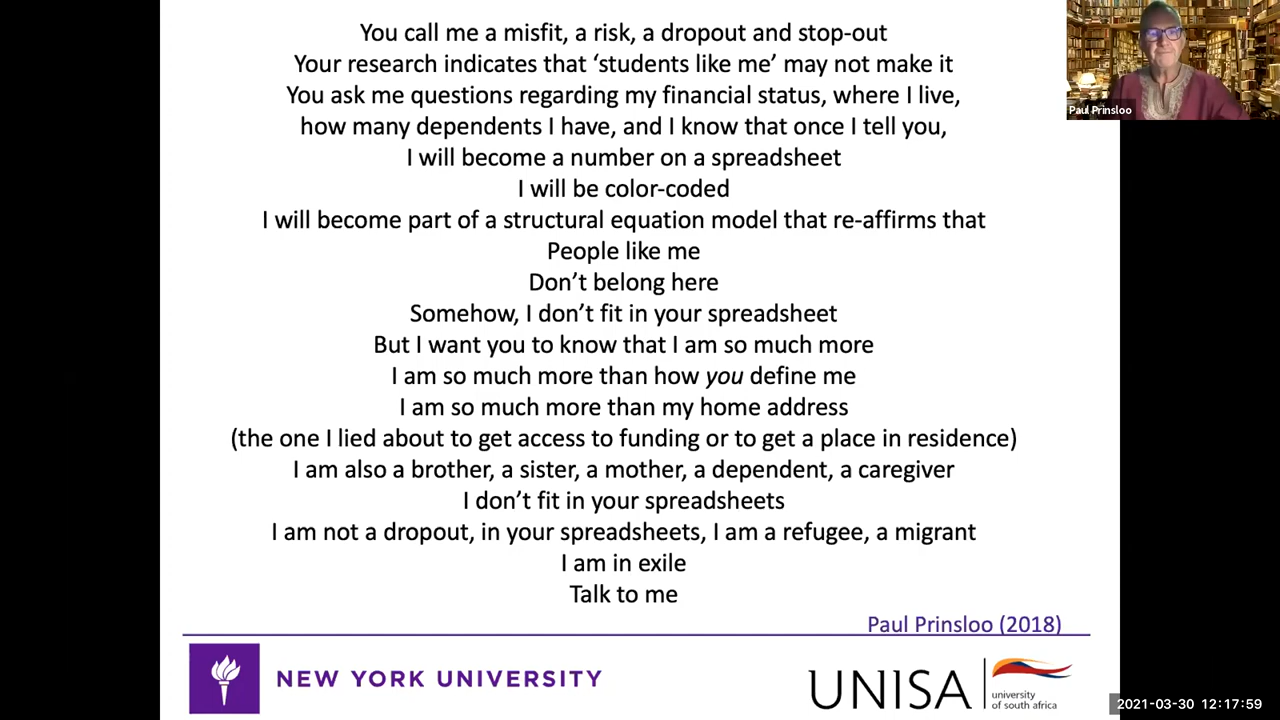 You call me a misfit, a risk, a dropout and stop-out
Your research indicates that ‘students like me’ may not make it
You ask me questions regarding my financial status, where I live,
how many dependents I have, and I know that once I tell you,
I will become a number on a spreadsheet
I will be color-coded
I will become part of a structural equation model that re-affirms that
People like me
Don’t belong here
Somehow, I don’t fit in your spreadsheet
But I want you to know that I am so much more
I am so much more than how you define me
I am so much more than my home address
(the one I lied about to get access to funding or to get a place in residence)
I am also a brother, a sister, a mother, a dependent, a caregiver
I don’t fit in your spreadsheets
I am not a dropout, in your spreadsheets, I am a refugee, a migrant
I am in exile
Talk to me
Paul Prinsloo (2018)
NEW YORK UNIVERSITY
UNISA
university
of south africa
Paul Prinsloo
2021-03-30 12:17:59